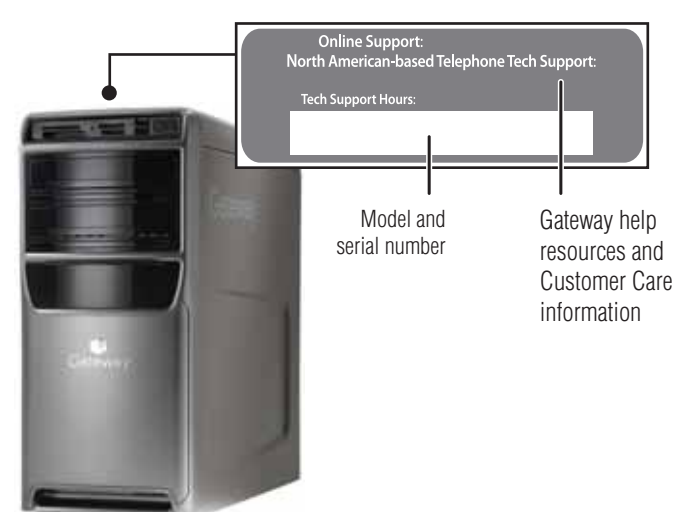 Online Support:
North American-based Telephone Tech Support:
Tech Support Hours:
Model and
serial number
Gateway help
resources and
Customer Care
information
Gateway
Gateway